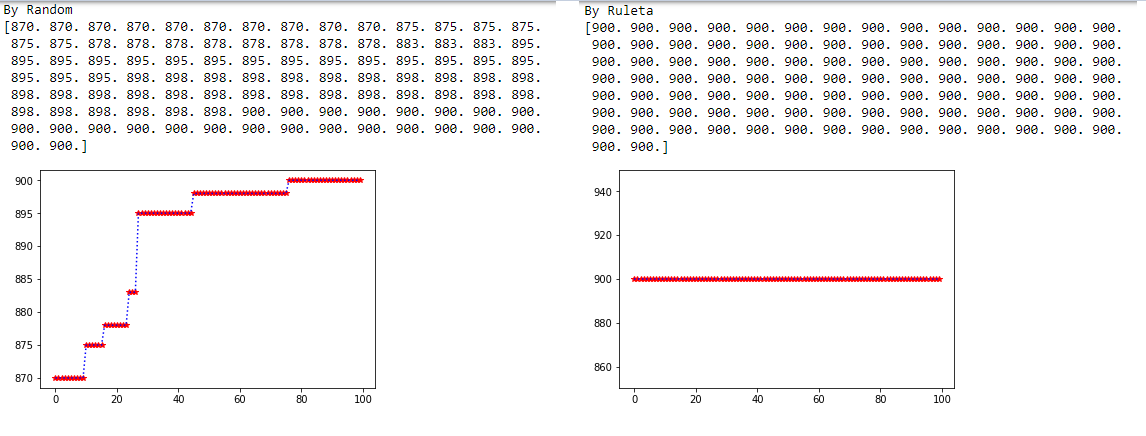 By Random
[870. 870. 870. 870. 870. 870. 870. 870. 870. 870. 875. 875. 875. 875.
875. 875. 878. 878. 878. 878. 878. 878. 878. 878. 883. 883. 883. 895.
895. 895. 895. 895. 895. 895. 895. 895. 895. 895. 895. 895. 895. 895.
895. 895. 895. 898. 898. 898. 898. 898. 898. 898. 898. 898. 898. 898.
898. 898. 898. 898. 898. 898. 898. 898. 898. 898. 898. 898. 898. 898.
898. 898. 898. 898. 898. 898. 900. 900. 900. 900. 900. 900. 900. 900.
900. 900. 900. 900. 900. 900. 900. 900. 900. 900. 900. 900. 900. 900.
900. 900.]
900
895
890
885
880
875
870
0 20 40 60 80 100
By Ruleta
[900. 900. 900. 900. 900. 900. 900. 900. 900. 900. 900. 900. 900. 900.
900. 900. 900. 900. 900. 900. 900. 900. 900. 900. 900. 900. 900. 900.
900. 900. 900. 900. 900. 900. 900. 900. 900. 900. 900. 900. 900. 900.
900. 900. 900. 900. 900. 900. 900. 900. 900. 900. 900. 900. 900. 900.
900. 900. 900. 900. 900. 900. 900. 900. 900. 900. 900. 900. 900. 900.
900. 900. 900. 900. 900. 900. 900. 900. 900. 900. 900. 900. 900. 900.
900. 900. 900. 900. 900. 900. 900. 900. 900. 900. 900. 900. 900. 900.
900. 900.]
940
920
900
880
860
0 20 40 60 80 100